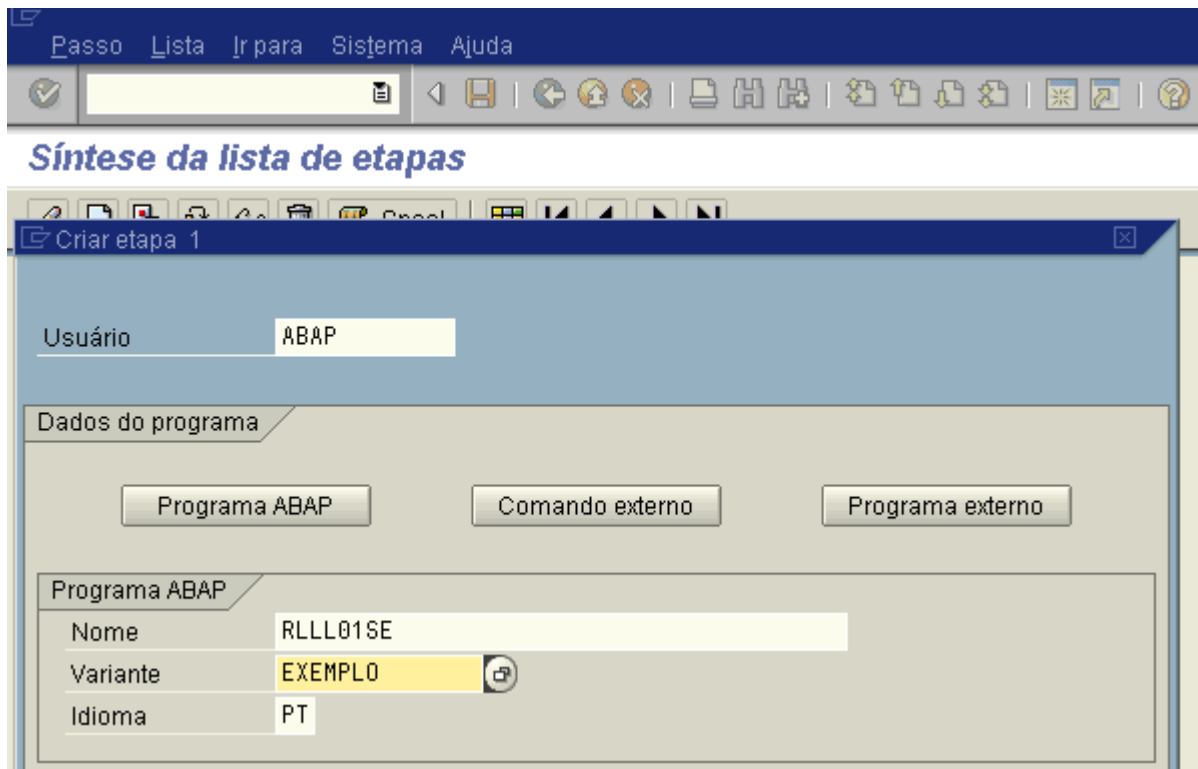 Passo Lista Ir para Sistema Ajuda
Síntese da lista de etapas
Criar etapa 1
Usuário ABAP
Dados do programa
Programa ABAP Comando externo Programa externo
Programa ABAP
Nome RLLL01SE
Variante EXEMPLO
Idioma PT